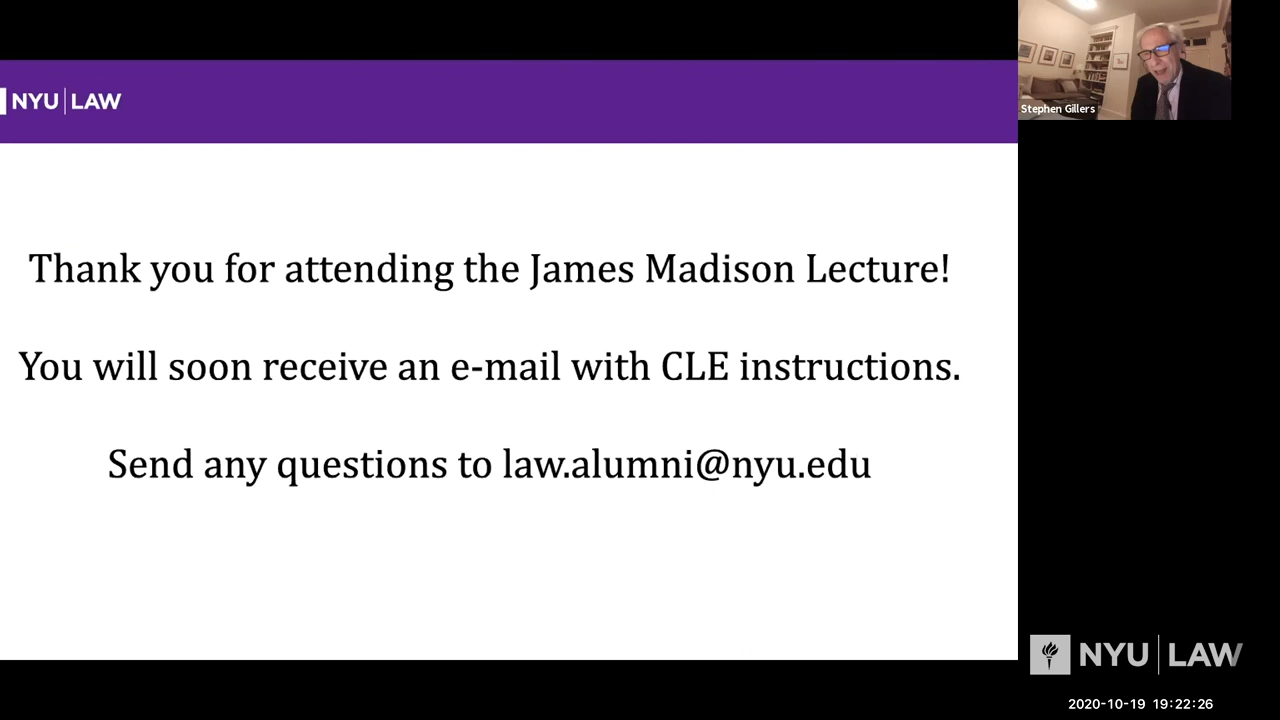 NYU | LAW
Stephen Gillers
Thank you for attending the James Madison Lecture!
You will soon receive an e-mail with CLE instructions.
Send any questions to law.alumni@nyu.edu
NYU | LAW
2020-10-19 19:22:26